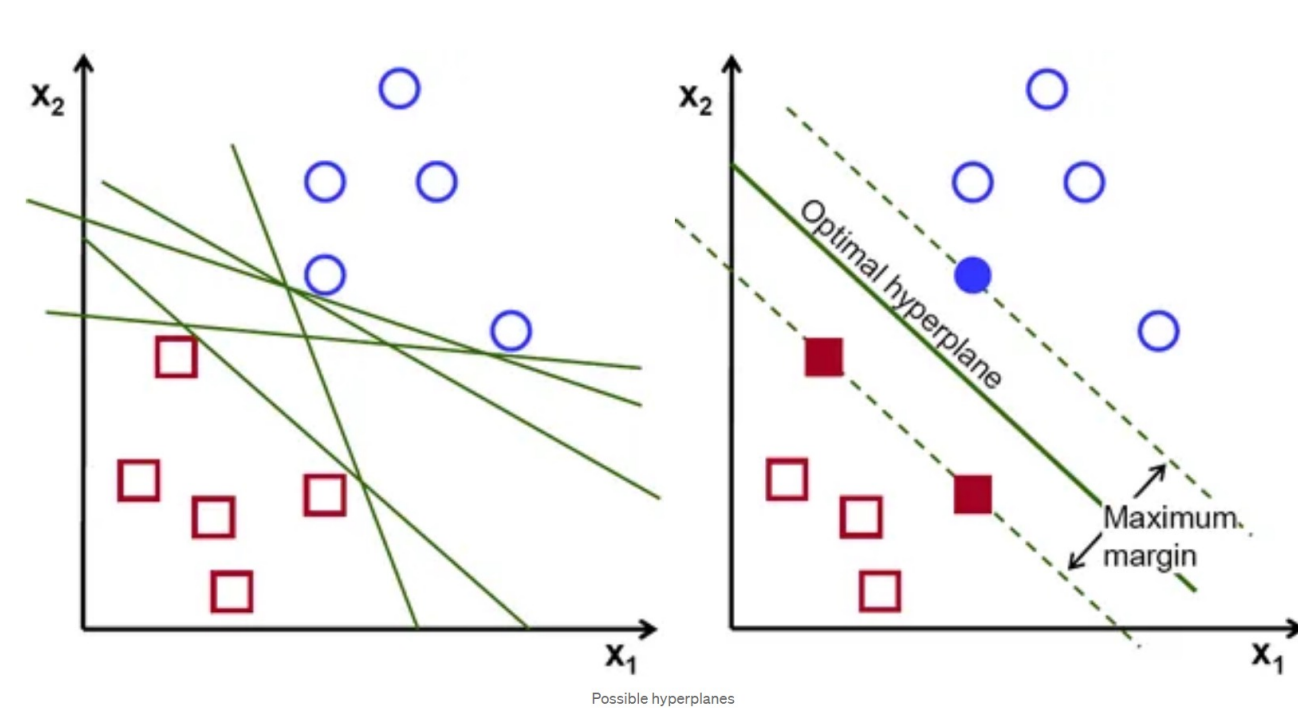 x₂
x₁
x₂
Optimal hyperplane
Maximum
margin
x₁
Possible hyperplanes